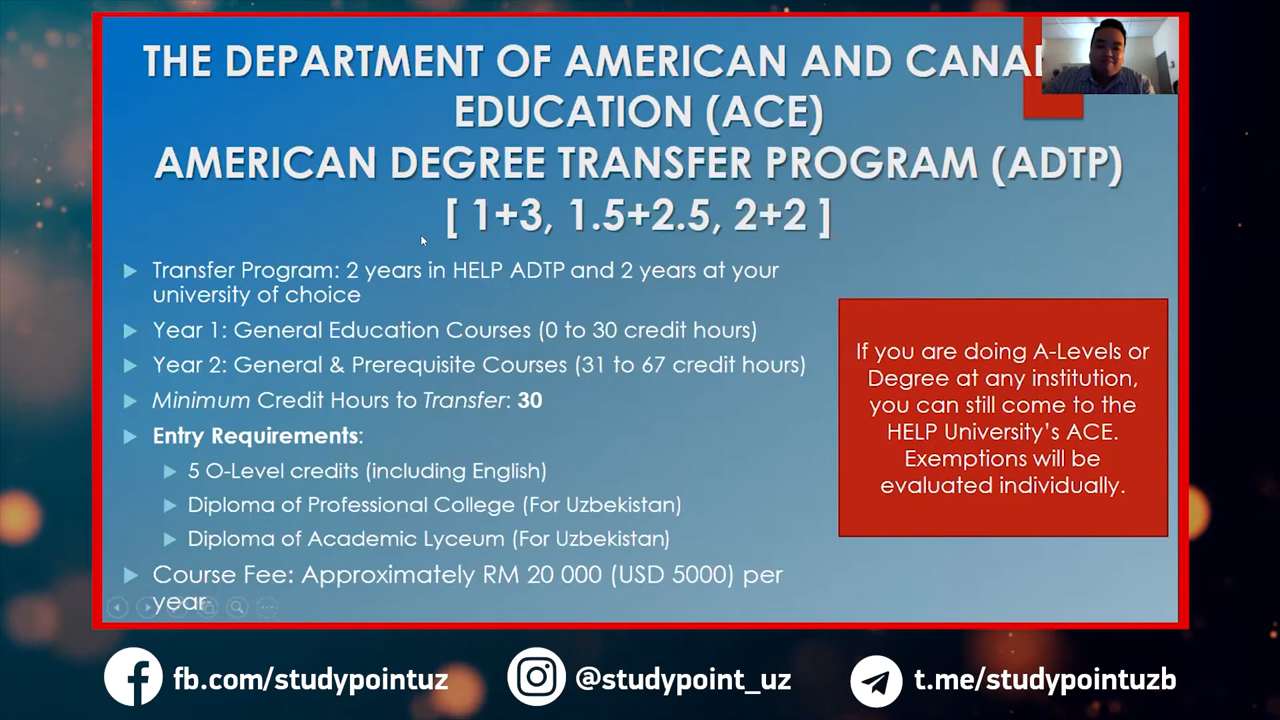 THE DEPARTMENT OF AMERICAN AND CANA
EDUCATION (ACE)
AMERICAN DEGREE TRANSFER PROGRAM (ADTP)
[ 1+3, 1.5+2.5, 2+2 ]
Transfer Program: 2 years in HELP ADTP and 2 years at your
university of choice
Year 1: General Education Courses (0 to 30 credit hours)
Year 2: General & Prerequisite Courses (31 to 67 credit hours)
Minimum Credit Hours to Transfer: 30
Entry Requirements:
5 O-Level credits (including English)
Diploma of Professional College (For Uzbekistan)
Diploma of Academic Lyceum (For Uzbekistan)
Course Fee: Approximately RM 20 000 (USD 5000) per
year
If you are doing A-Levels or
Degree at any institution,
you can still come to the
HELP University's ACE.
Exemptions will be
evaluated individually.
fb.com/studypointuz
@studypoint_uz
t.me/studypointuzb